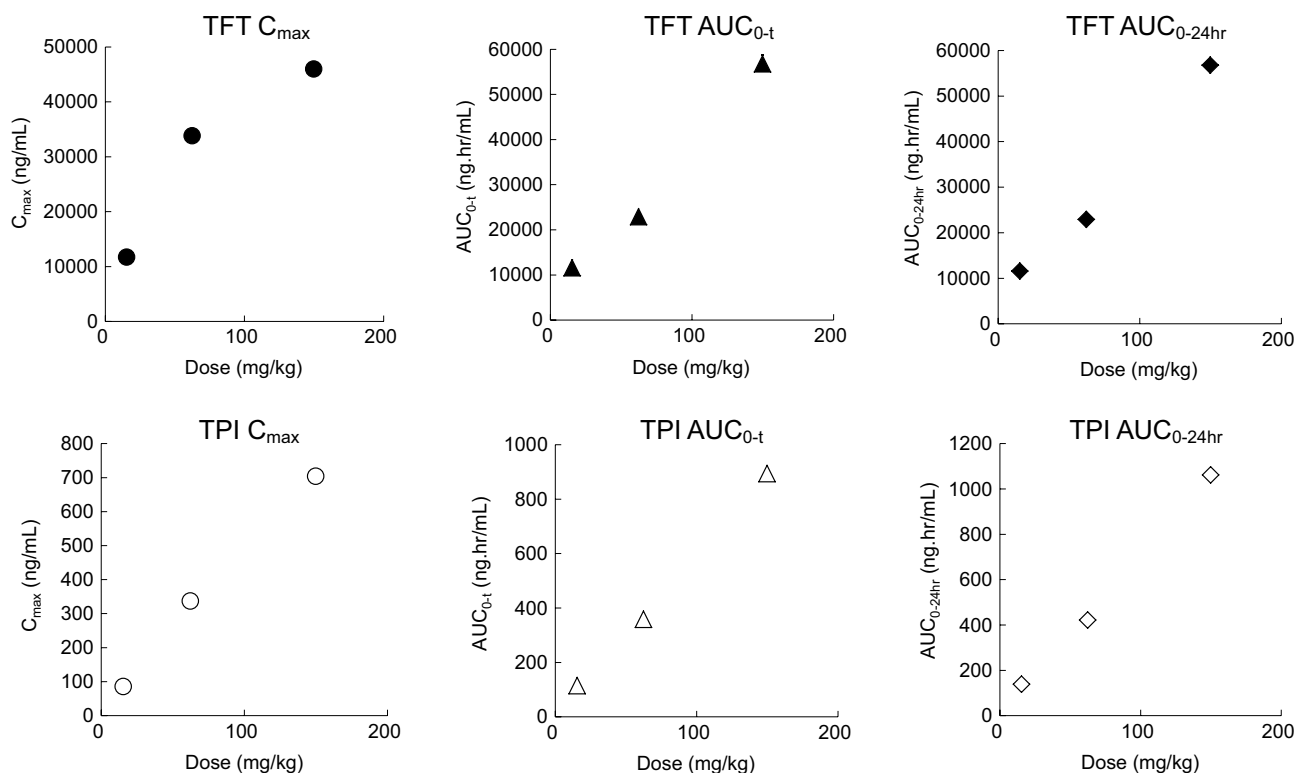 TFT Cmax
50000
40000
30000
20000
10000
0
Cmax (ng/mL)
0 100 200
Dose (mg/kg)
TFT AUC0-t
60000
50000
40000
30000
20000
10000
0
AUC0-t (ng.hr/mL)
0 100 200
Dose (mg/kg)
TFT AUC0-24hr
60000
50000
40000
30000
20000
10000
0
AUC0-24hr (ng.hr/mL)
0 100 200
Dose (mg/kg)
TPI Cmax
800
700
600
500
400
300
200
100
0
Cmax (ng/mL)
0 100 200
Dose (mg/kg)
TPI AUC0-t
1000
800
600
400
200
0
AUC0-t (ng.hr/mL)
0 100 200
Dose (mg/kg)
TPI AUC0-24hr
1200
1000
800
600
400
200
0
AUC0-24hr (ng.hr/mL)
0 100 200
Dose (mg/kg)